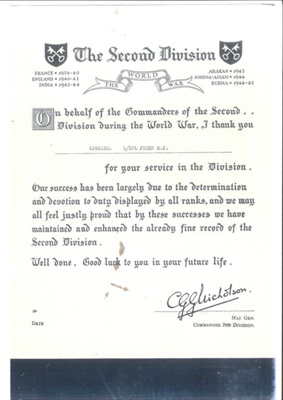 The Second Division
FRANCE • 1939-40
ENGLAND • 1940-42
INDIA • 1942-44
THE WORLD WAR
ARAKAN • 1943
KOHIMA-ASSAM • 1944
BURMA • 1944-45
On behalf of the Commanders of the Second . .
Division during the World War, I thank you
L/CPL
for your service in the Division.
Our success has been largely due to the determination
and devotion to duty displayed by all ranks, and we may
all feel justly proud that by these successes we have
maintained and enhanced the already fine record of the
Second Division.
Well done. Good luck to you in your future life.
CGGNicholson.
At
DATE
MAJ. GEN.
COMMANDER 2ND DIVISION.